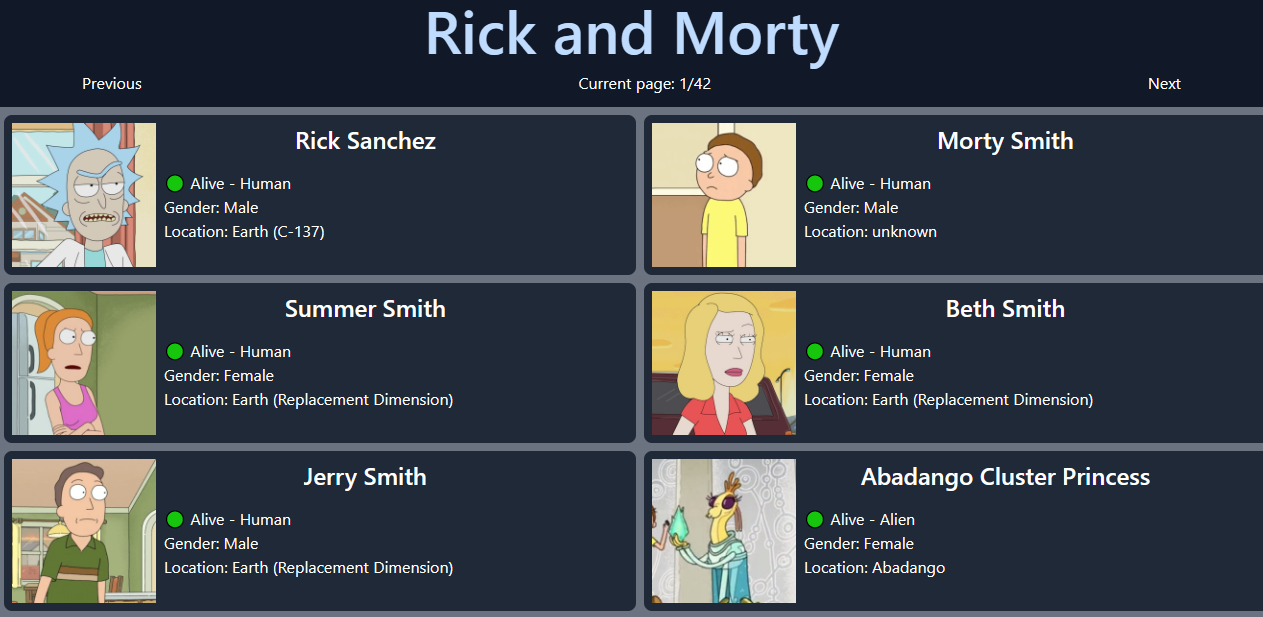 Rick and Morty
Previous
Current page: 1/42
Next
Rick Sanchez
Alive - Human
Gender: Male
Location: Earth (C-137)
Morty Smith
Alive - Human
Gender: Male
Location: unknown
Summer Smith
Alive - Human
Gender: Female
Location: Earth (Replacement Dimension)
Beth Smith
Alive - Human
Gender: Female
Location: Earth (Replacement Dimension)
Jerry Smith
Alive - Human
Gender: Male
Location: Earth (Replacement Dimension)
Abadango Cluster Princess
Alive - Alien
Gender: Female
Location: Abadango